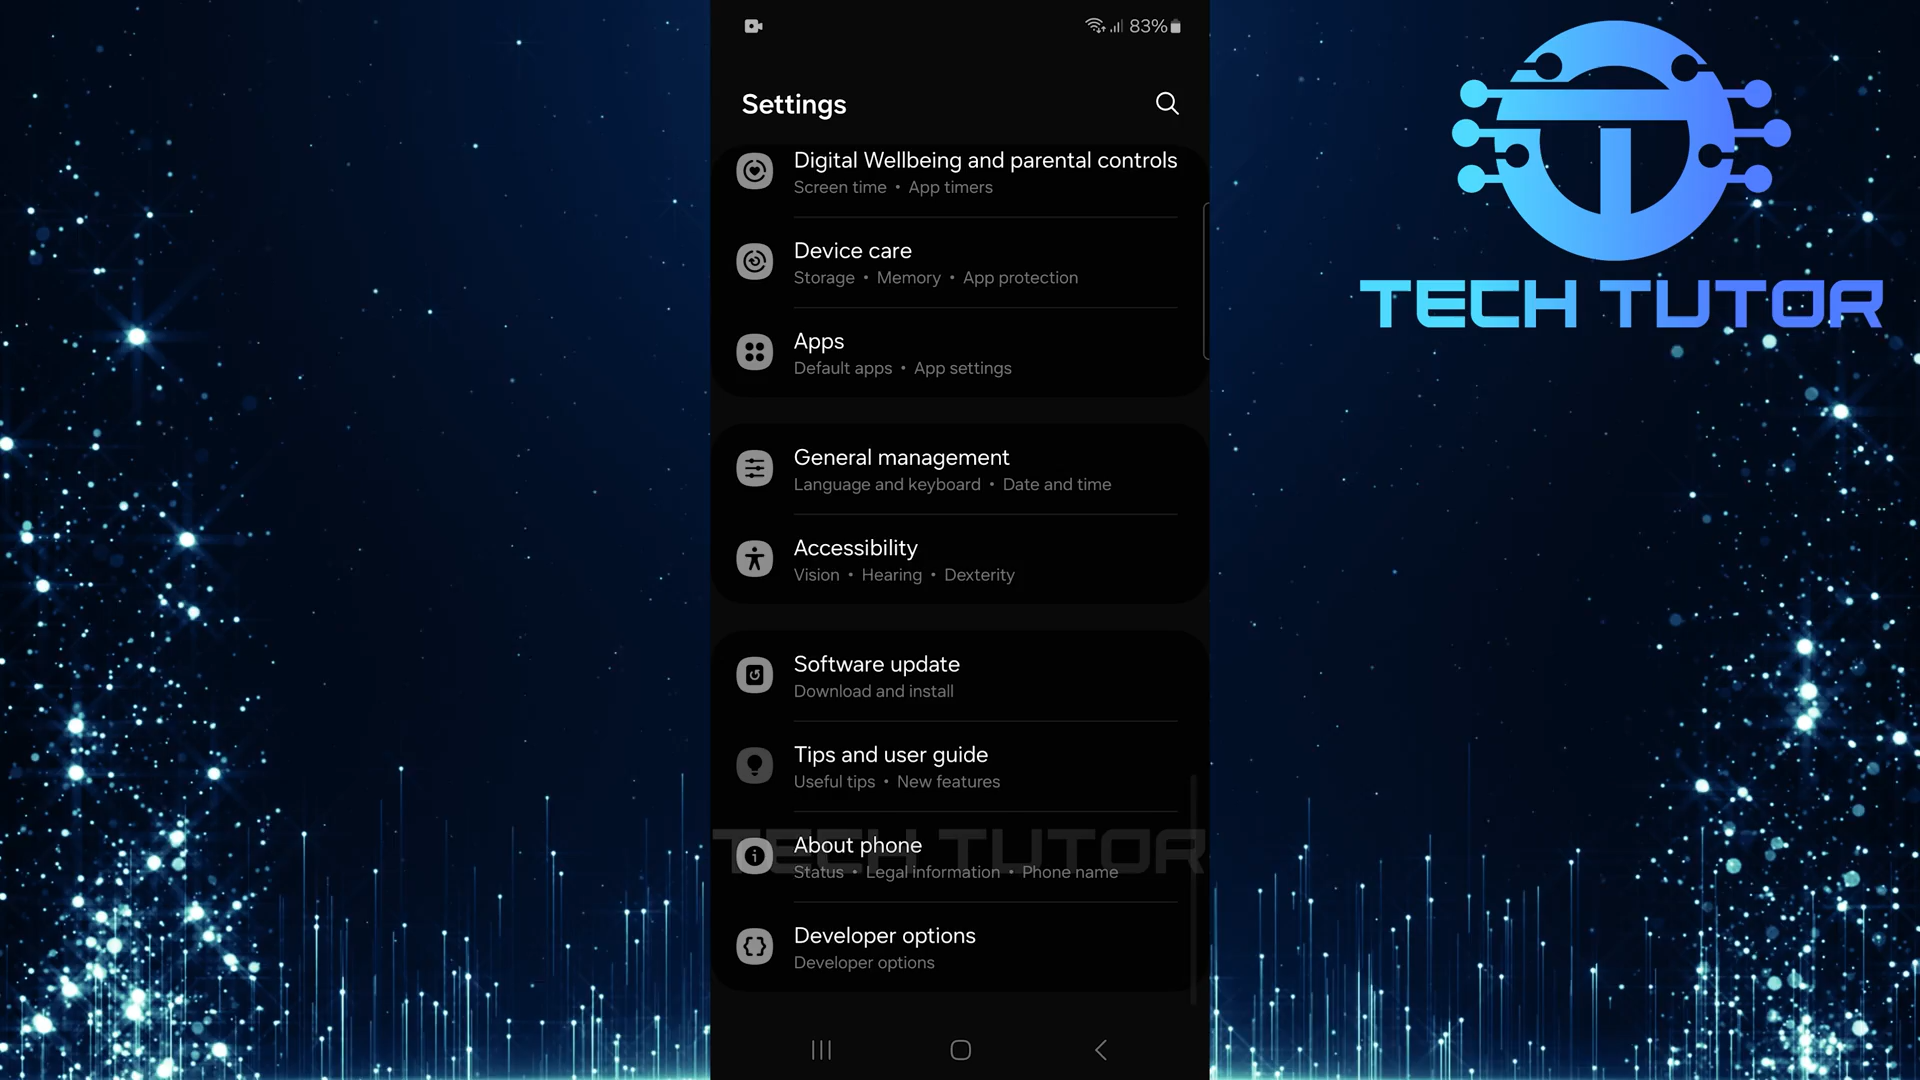 83%
Settings
Digital Wellbeing and parental controls
Screen time • App timers
Device care
Storage • Memory • App protection
Apps
Default apps • App settings
General management
Language and keyboard • Date and time
Accessibility
Vision • Hearing • Dexterity
Software update
Download and install
Tips and user guide
Useful tips • New features
About phone
Status • Legal information • Phone name
Developer options
Developer options
TECH TUTOR
TECH TUTOR